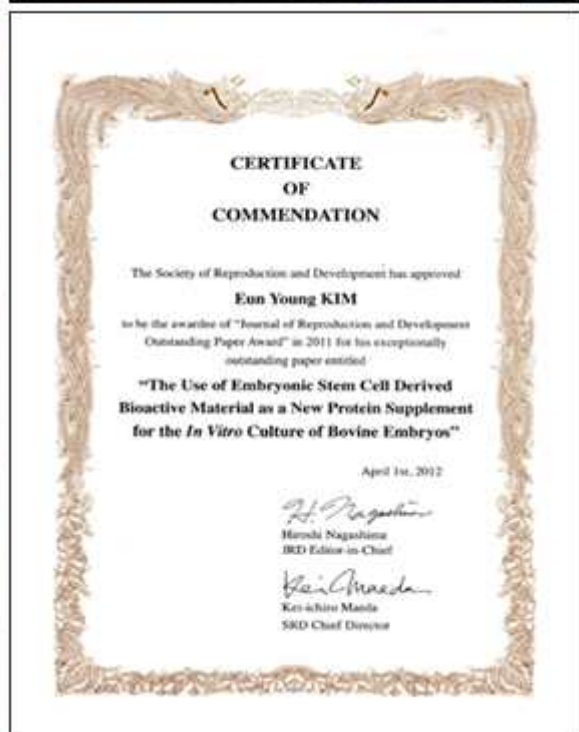 CERTIFICATE
OF
COMMENDATION
The Society of Reproduction and Development has approved
Eun Young KIM
to be the awardee of "Journal of Reproduction and Development
Outstanding Paper Award" in 2011 for his exceptionally
outstanding paper entitled
"The Use of Embryonic Stem Cell Derived
Bioactive Material as a New Protein Supplement
for the In Vitro Culture of Bovine Embryos"
April 1st, 2012
H. Nagashima
Hiroshi Nagashima
JRD Editor-in-Chief
Kei Maeda
Kei-ichiro Maeda
SRD Chief Director